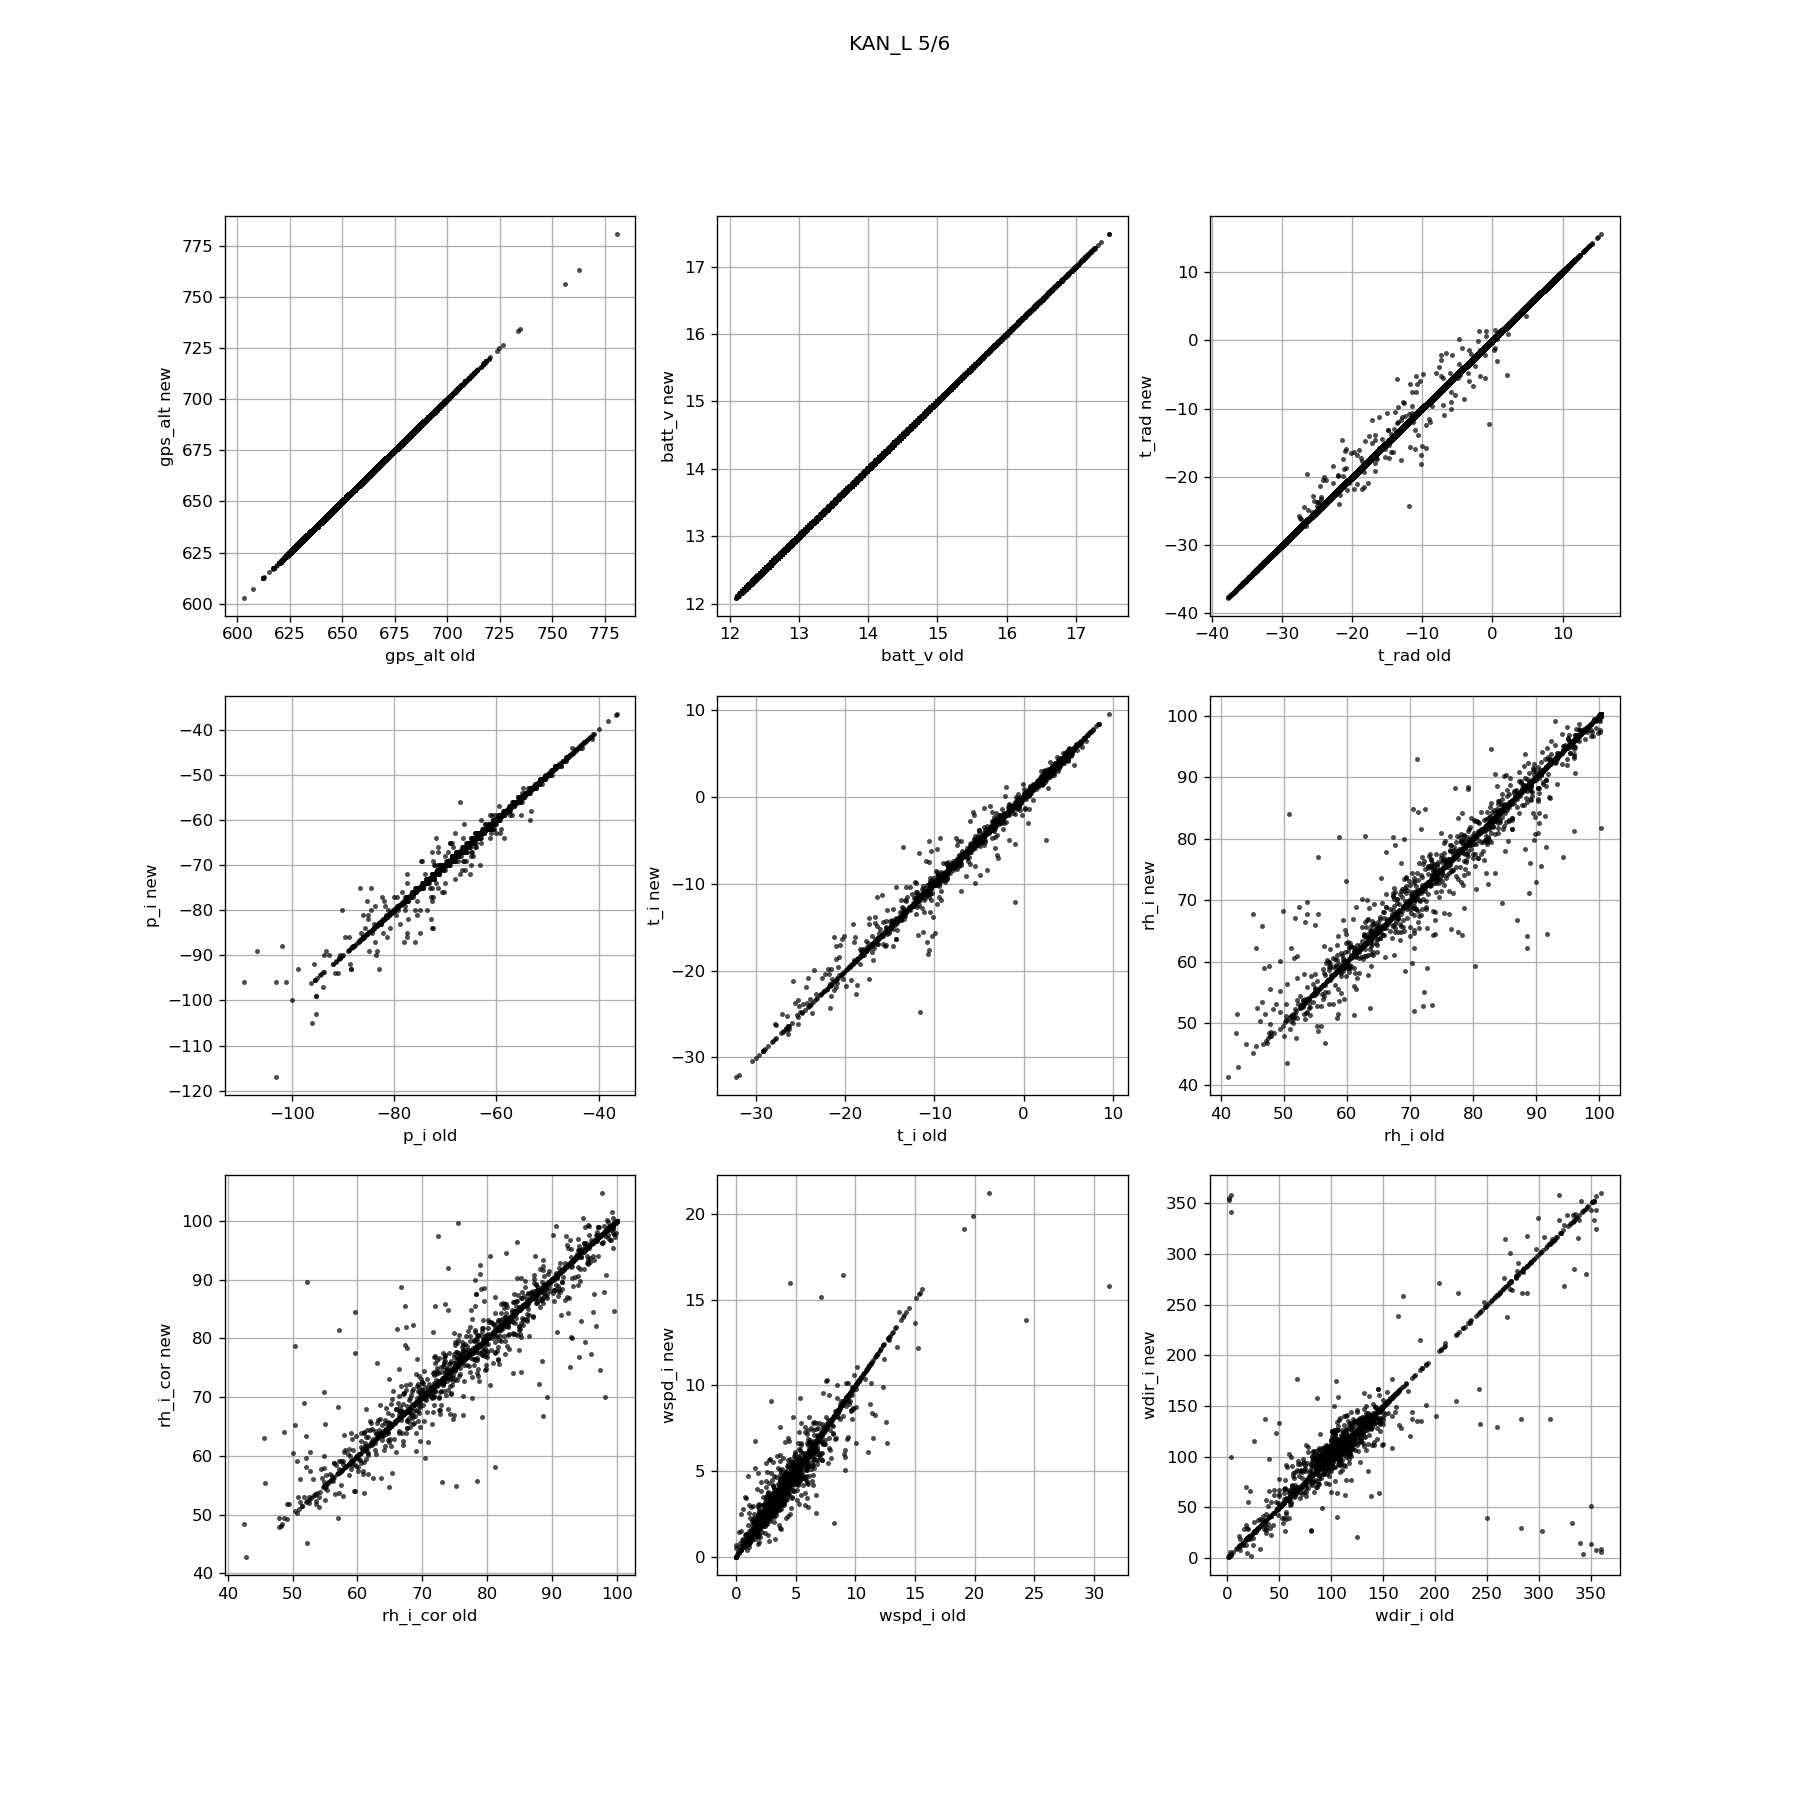 KAN_L 5/6
gps_alt new
775
750
725
700
675
650
625
600
600 625 650 675 700 725 750 775
gps_alt old
batt_v new
17
16
15
14
13
12
12 13 14 15 16 17
batt_v old
t_rad new
10
0
−10
−20
−30
−40
−40 −30 −20 −10 0 10
t_rad old
p_i new
−40
−50
−60
−70
−80
−90
−100
−110
−120
−100 −80 −60 −40
p_i old
t_i new
10
0
−10
−20
−30
−30 −20 −10 0 10
t_i old
rh_i new
100
90
80
70
60
50
40
40 50 60 70 80 90 100
rh_i old
rh_i_cor new
100
90
80
70
60
50
40
40 50 60 70 80 90 100
rh_i_cor old
wspd_i new
20
15
10
5
0
0 5 10 15 20 25 30
wspd_i old
wdir_i new
350
300
250
200
150
100
50
0
0 50 100 150 200 250 300 350
wdir_i old